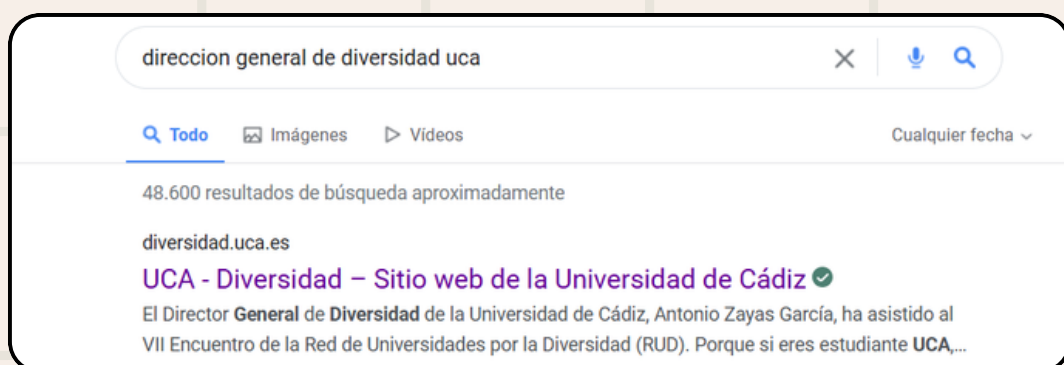 direccion general de diversidad uca
Todo Imágenes Vídeos Cualquier fecha
48.600 resultados de búsqueda aproximadamente
diversidad.uca.es
UCA - Diversidad – Sitio web de la Universidad de Cádiz
El Director General de Diversidad de la Universidad de Cádiz, Antonio Zayas García, ha asistido al
VII Encuentro de la Red de Universidades por la Diversidad (RUD). Porque si eres estudiante UCA,...